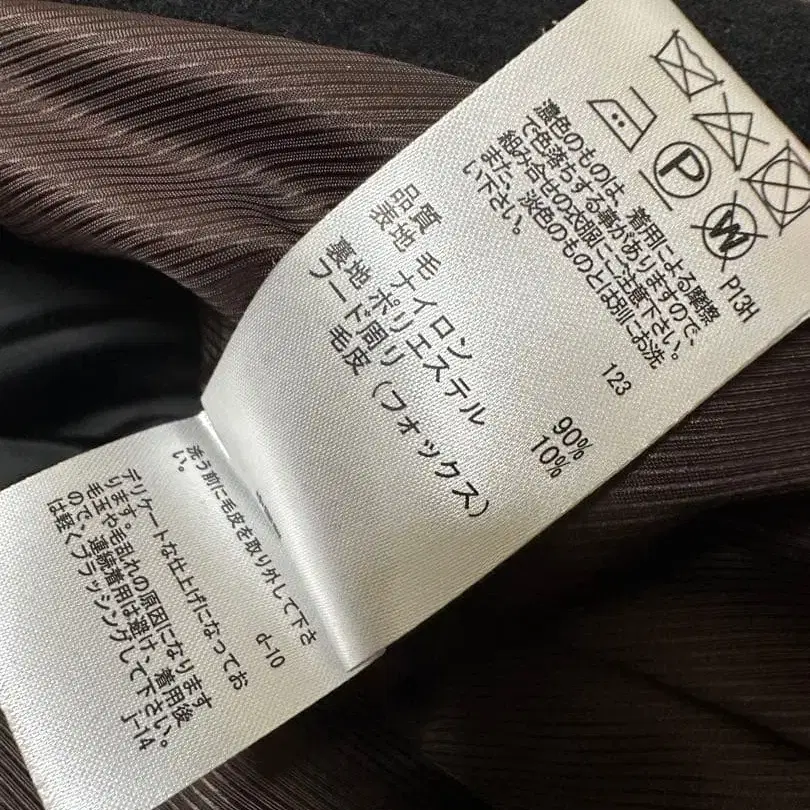 P
W
P13H
濃色のものは、着用による摩擦
で色落ちする事がありますので、
組み合せの衣服にご注意下さい。
また、淡色のものとは別にお洗
い下さい。
123
品質
表地 毛 90%
ナイロン 10%
裏地 ポリエステル
フード周り
毛皮 (フォックス)
洗う前に毛皮を取り外して下さ
い。
d-10
デリケートな仕上げになってお
ります。
毛玉や毛乱れの原因になります
ので、連続着用は避け、着用後
は軽くブラッシングして下さい。
J-14